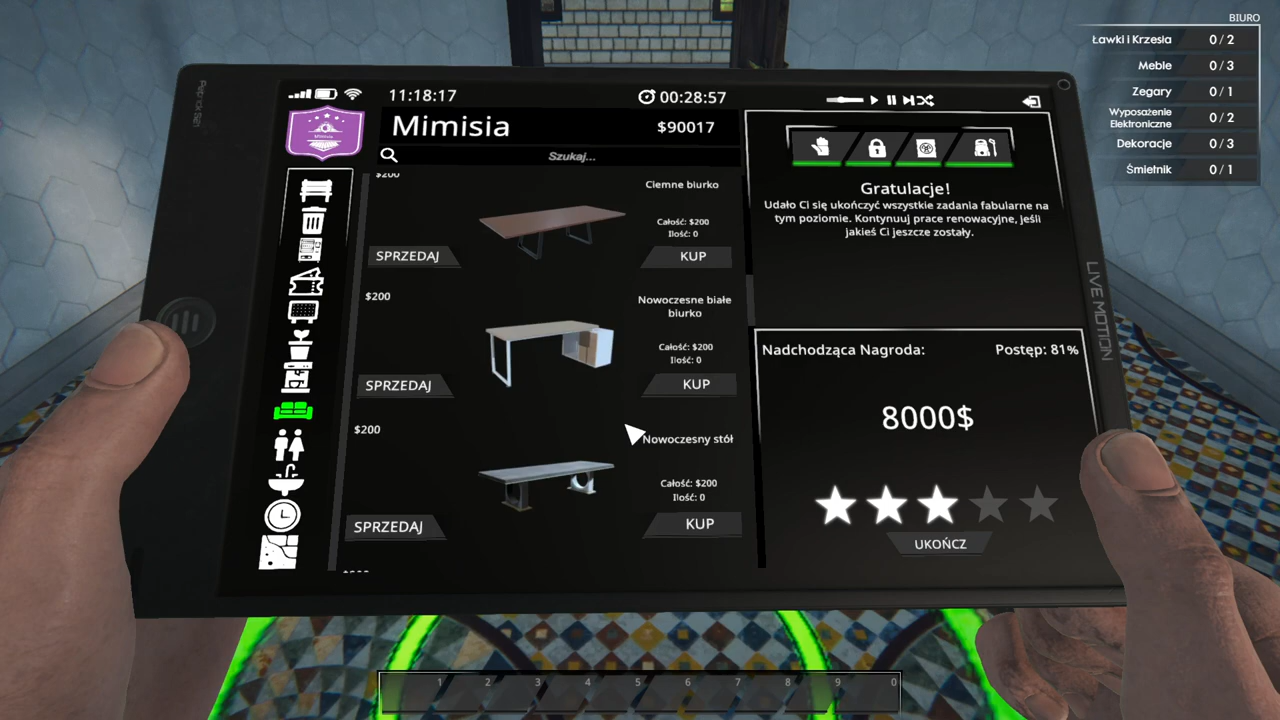 BIURO
Ławki i Krzesła 0 / 2
Meble 0 / 3
Zegary 0 / 1
Wyposażenie
Elektroniczne 0 / 2
Dekoracje 0 / 3
Śmietnik 0 / 1
11:18:17
00:28:57
Mimisia
$90017
Szukaj...
$200
Ciemne biurko
Całość: $200
Ilość: 0
SPRZEDAJ
KUP
$200
Nowoczesne białe
biurko
Całość: $200
Ilość: 0
SPRZEDAJ
KUP
$200
Nowoczesny stół
Całość: $200
Ilość: 0
SPRZEDAJ
KUP
Gratulacje!
Udało Ci się ukończyć wszystkie zadania fabularne na
tym poziomie. Kontynuuj prace renowacyjne, jeśli
jakieś Ci jeszcze zostały.
Nadchodząca Nagroda:
Postęp: 81%
8000$
UKOŃCZ
LIVE MOTION
1 2 3 4 5 6 7 8 9 0